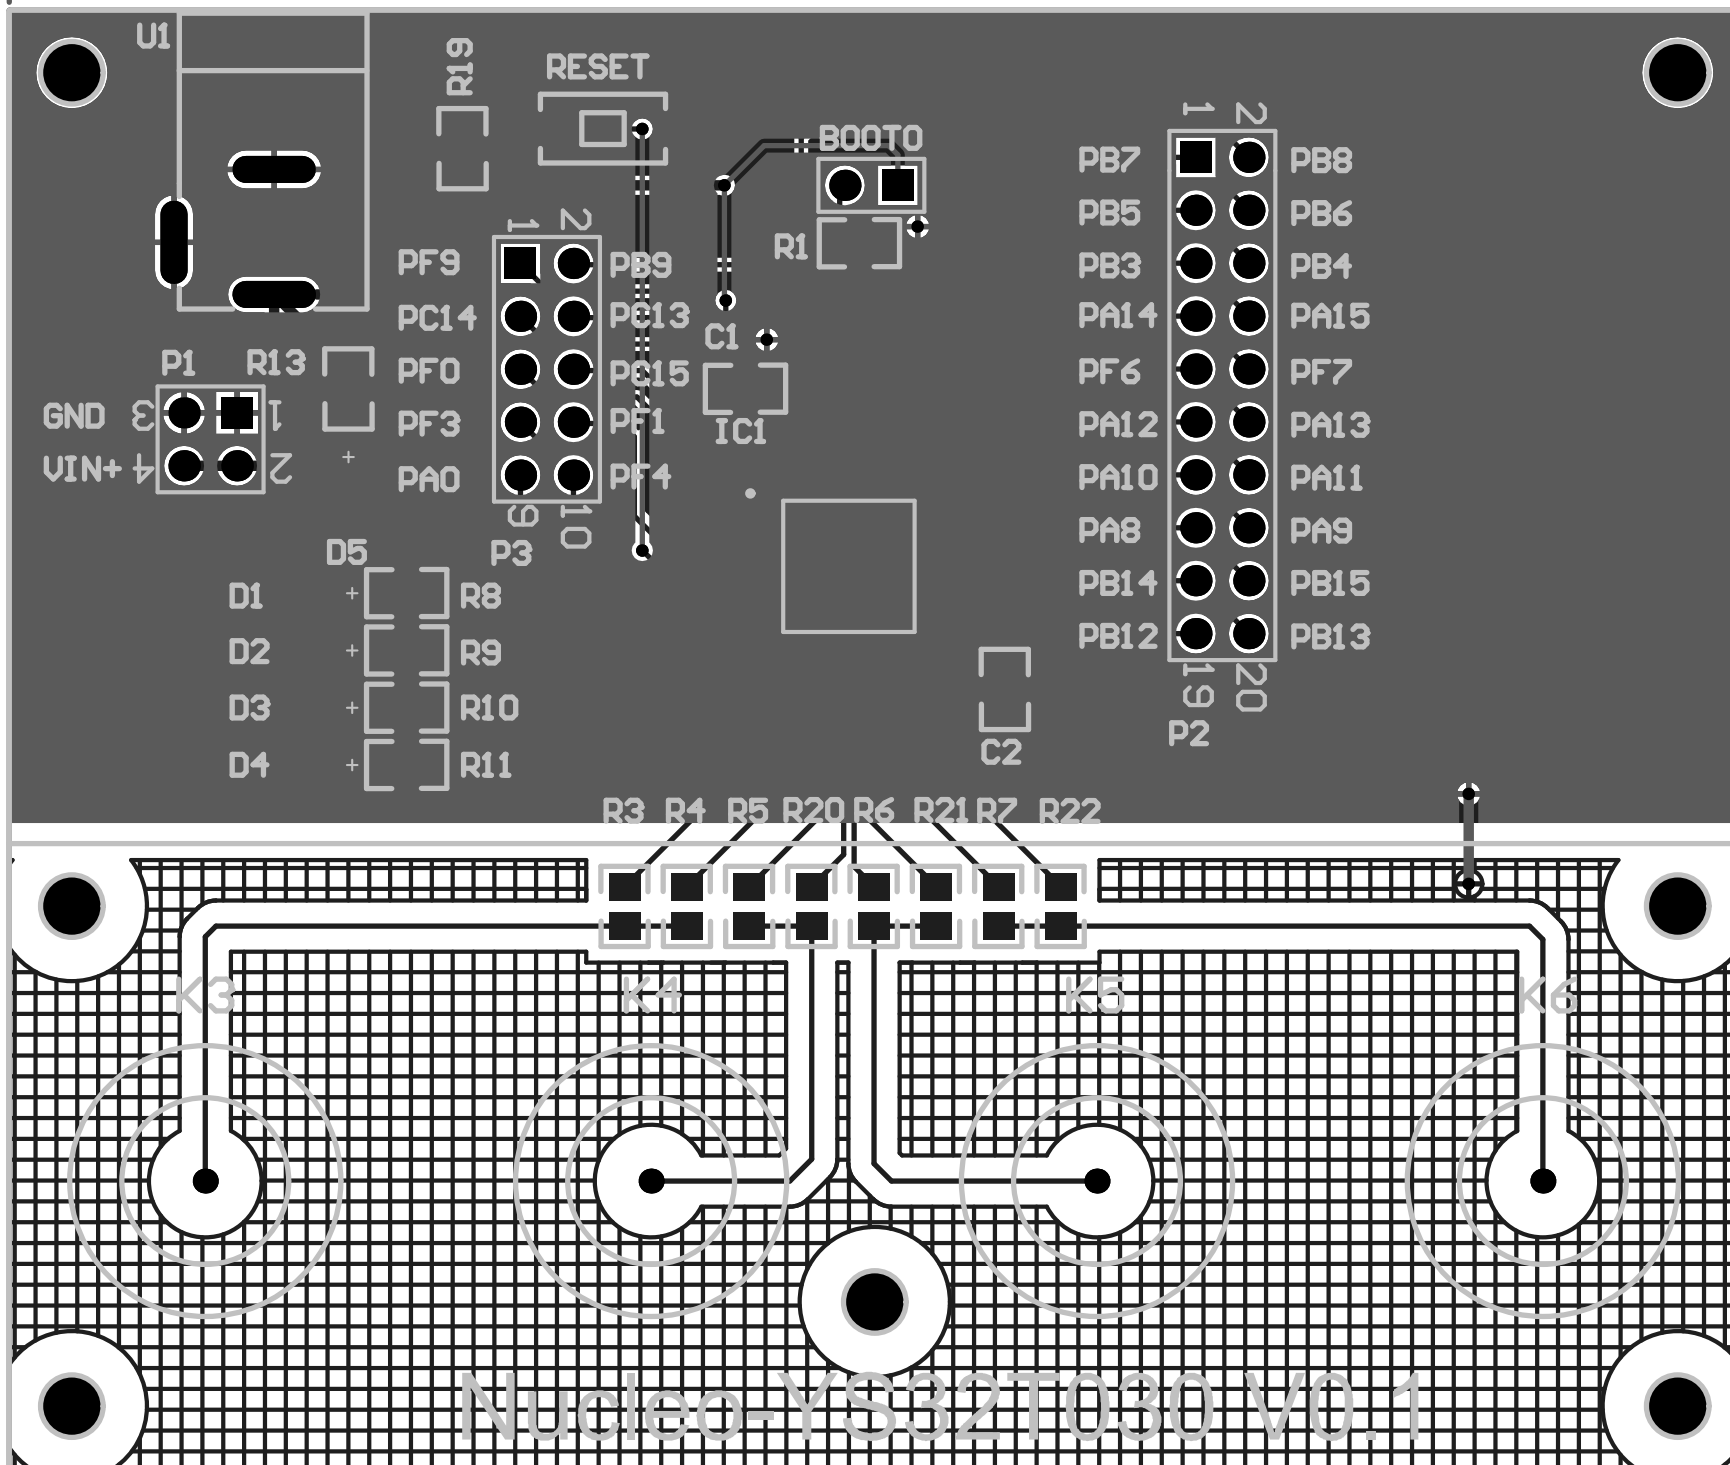 U1
R19
RESET
BOOT0
1 2
PB7 PB8
PB5 PB6
1 2
R1
PF9 PB9
PB3 PB4
PC14 PC13
PA14 PA15
C1
P1 R13
PF0 PC15
PF6 PF7
GND 3 1
PF3 PF1
IC1
PA12 PA13
VIN+ 4 2
PA0 PF4
PA10 PA11
9 10
PA8 PA9
D5
P3
D1 R8
PB14 PB15
D2 R9
PB12 PB13
19 20
D3 R10
P2
D4 R11
C2
R3 R4 R5 R20 R6 R21 R7 R22
K3 K4 K5 K6
Nucleo-YS32T030 V0.1